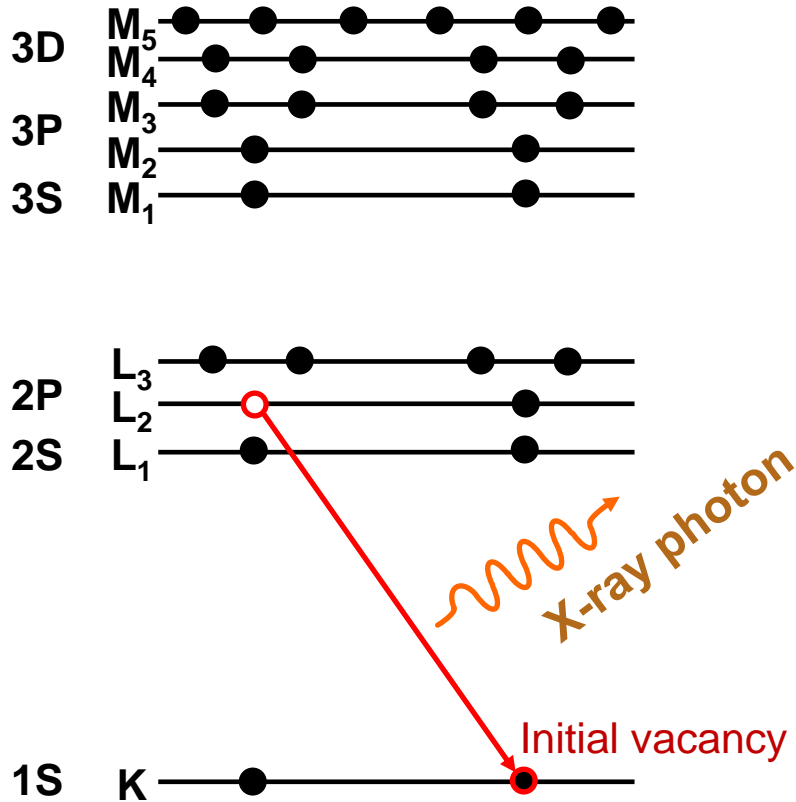 3D
M5
M4
3P
M3
M2
3S M1
L3
2P
L2
2S L1
X-ray photon
Initial vacancy
1S K